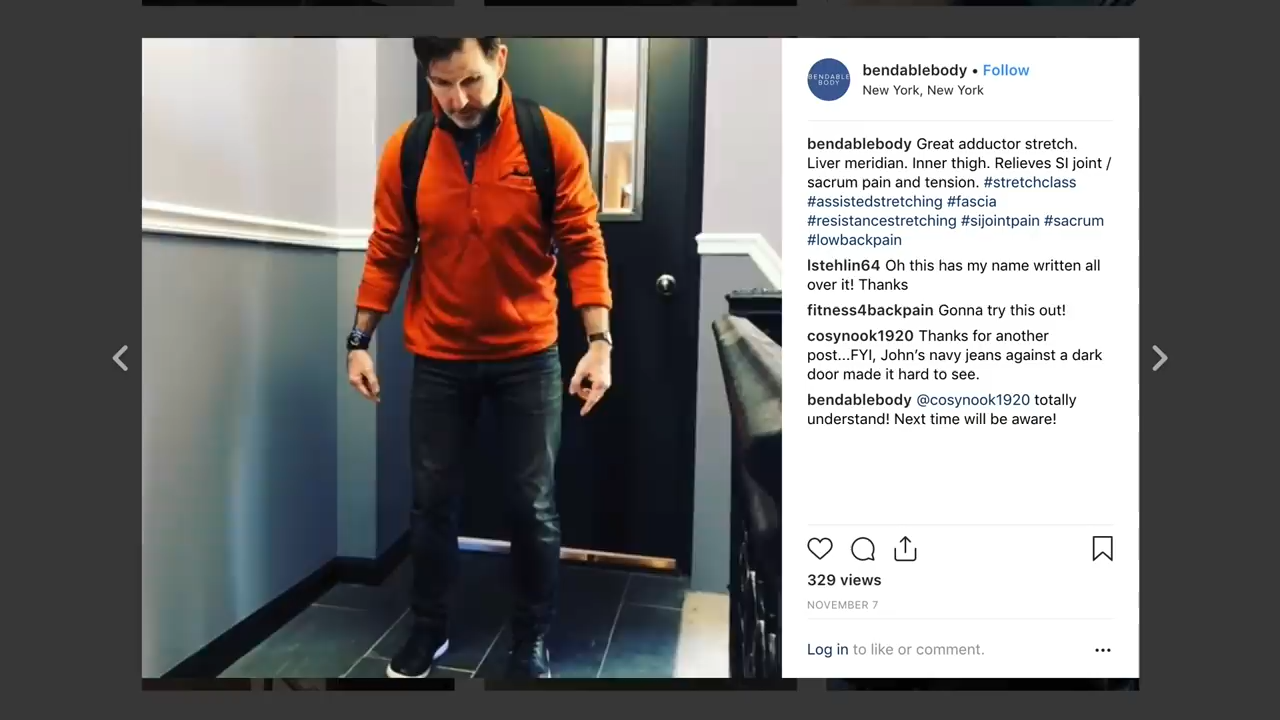 BENDABLE
BODY
bendablebody • Follow
New York, New York
bendablebody Great adductor stretch.
Liver meridian. Inner thigh. Relieves SI joint /
sacrum pain and tension. #stretchclass
#assistedstretching #fascia
#resistancestretching #sijointpain #sacrum
#lowbackpain
lstehlin64 Oh this has my name written all
over it! Thanks
fitness4backpain Gonna try this out!
cosynook1920 Thanks for another
post...FYI, John’s navy jeans against a dark
door made it hard to see.
bendablebody @cosynook1920 totally
understand! Next time will be aware!
329 views
NOVEMBER 7
Log in to like or comment.